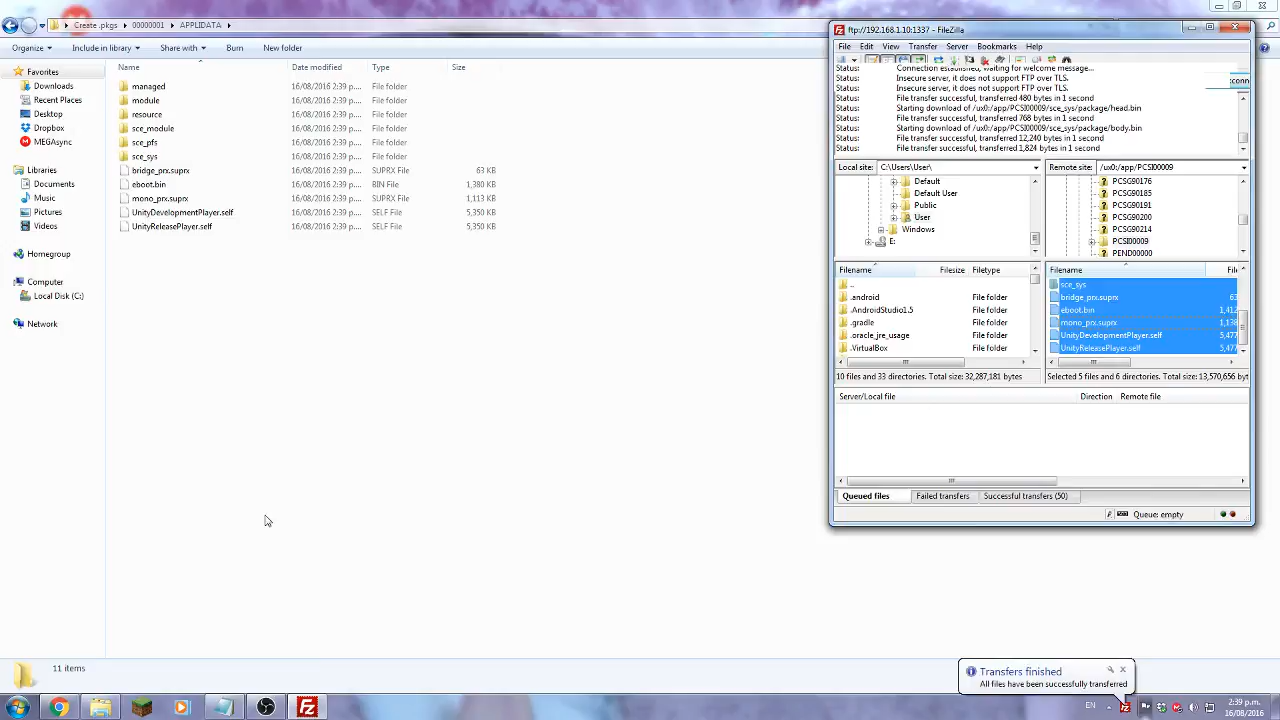 Create .pkgs
00000001
APPLIDATA
Organize
Include in library
Share with
Burn
New folder
Favorites
Downloads
Recent Places
Desktop
Dropbox
MEGAsync
Libraries
Documents
Music
Pictures
Videos
Homegroup
Computer
Local Disk (C:)
Network
Name Date modified Type Size
managed 16/08/2016 2:39 p.... File folder
module 16/08/2016 2:39 p.... File folder
resource 16/08/2016 2:39 p.... File folder
sce_module 16/08/2016 2:39 p.... File folder
sce_pfs 16/08/2016 2:39 p.... File folder
sce_sys 16/08/2016 2:39 p.... File folder
bridge_prx.suprx 16/08/2016 2:39 p.... SUPRX File 63 KB
eboot.bin 16/08/2016 2:39 p.... BIN File 1,380 KB
mono_prx.suprx 16/08/2016 2:39 p.... SUPRX File 1,113 KB
UnityDevelopmentPlayer.self 16/08/2016 2:39 p.... SELF File 5,350 KB
UnityReleasePlayer.self 16/08/2016 2:39 p.... SELF File 5,350 KB
11 items
ftp://192.168.1.10:1337 - FileZilla
File Edit View Transfer Server Bookmarks Help
Status: Connection established, waiting for welcome message...
Status: Insecure server, it does not support FTP over TLS.
Status: Insecure server, it does not support FTP over TLS.
Status: File transfer successful, transferred 480 bytes in 1 second
Status: Starting download of /ux0:/app/PCSI00009/sce_sys/package/head.bin
Status: File transfer successful, transferred 768 bytes in 1 second
Status: Starting download of /ux0:/app/PCSI00009/sce_sys/package/body.bin
Status: File transfer successful, transferred 12,240 bytes in 1 second
Status: File transfer successful, transferred 1,824 bytes in 1 second
Local site: C:\Users\User\
Default
Default User
Public
User
Windows
E:
Filename Filesize Filetype
..
.android File folder
.AndroidStudio1.5 File folder
.gradle File folder
.oracle_jre_usage File folder
.VirtualBox File folder
10 files and 33 directories. Total size: 32,287,181 bytes
Remote site: /ux0:/app/PCSI00009
PCSG90176
PCSG90185
PCSG90191
PCSG90200
PCSG90214
PCSI00009
PEND00000
Filename File
sce_sys
bridge_prx.suprx 63
eboot.bin 1,412
mono_prx.suprx 1,138
UnityDevelopmentPlayer.self 5,477
UnityReleasePlayer.self 5,477
Selected 5 files and 6 directories. Total size: 13,570,656 byt
Server/Local file Direction Remote file
Queued files Failed transfers Successful transfers (50)
Queue: empty
Transfers finished
All files have been successfully transferred
EN
2:39 p.m.
16/08/2016